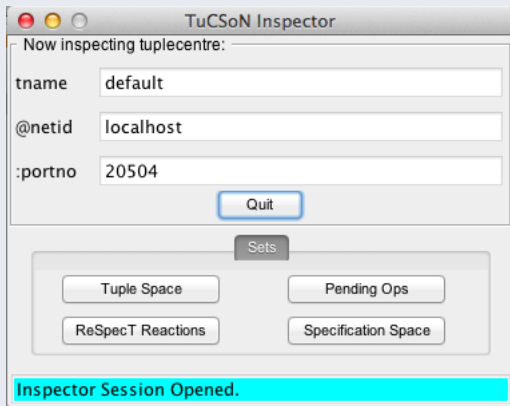 TuCSoN Inspector
Now inspecting tuplecentre:
tname default
@netid localhost
:portno 20504
Quit
Sets
Tuple Space Pending Ops
ReSpecT Reactions Specification Space
Inspector Session Opened.